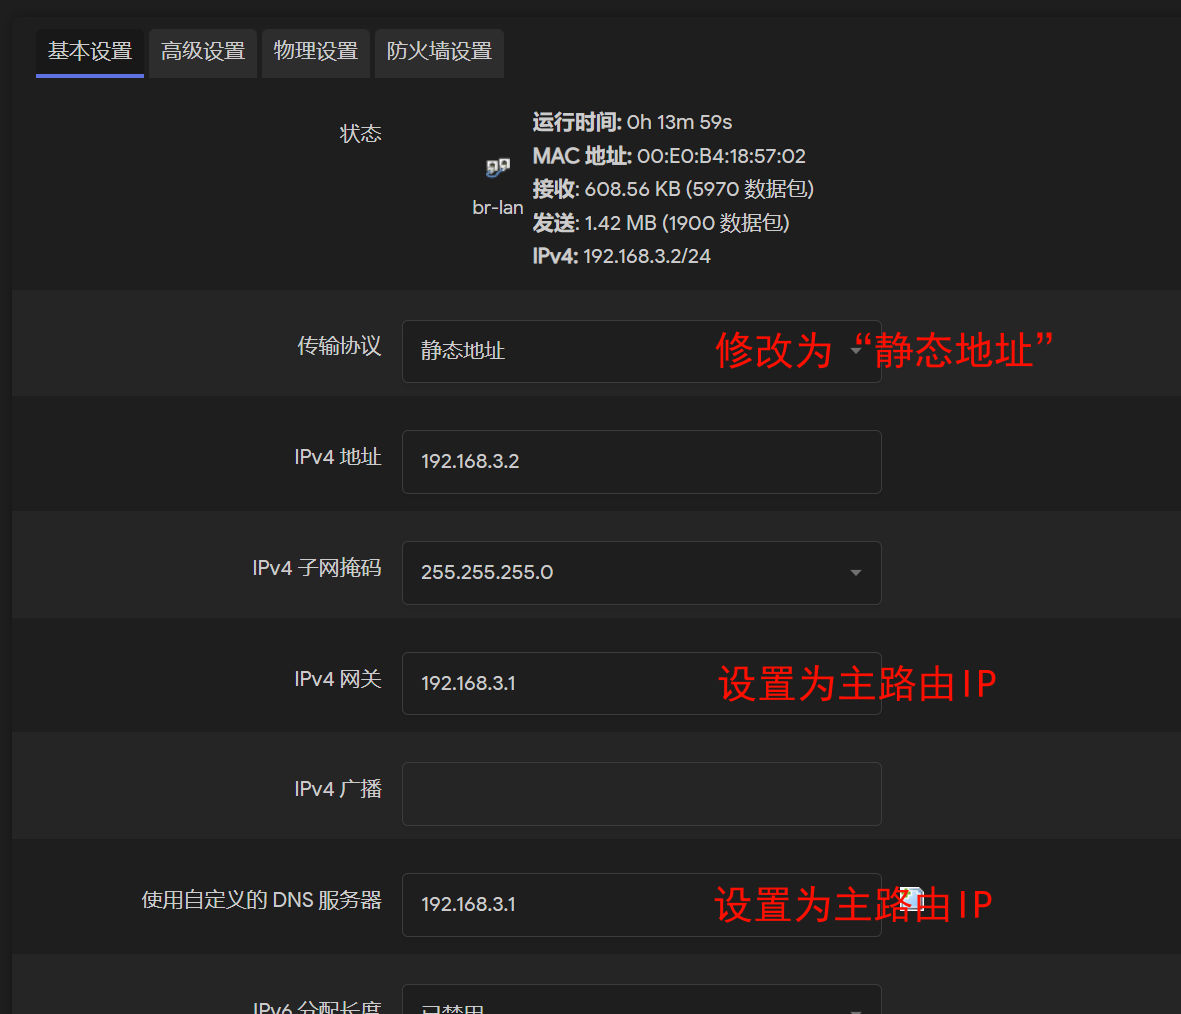 基本设置 高级设置 物理设置 防火墙设置
状态
运行时间: 0h 13m 59s
MAC 地址: 00:E0:B4:18:57:02
接收: 608.56 KB (5970 数据包)
br-lan
发送: 1.42 MB (1900 数据包)
IPv4: 192.168.3.2/24
传输协议 静态地址 修改为“静态地址”
IPv4 地址 192.168.3.2
IPv4 子网掩码 255.255.255.0
IPv4 网关 192.168.3.1 设置为主路由IP
IPv4 广播
使用自定义的 DNS 服务器 192.168.3.1 设置为主路由IP
IPv6 分配长度 已禁用